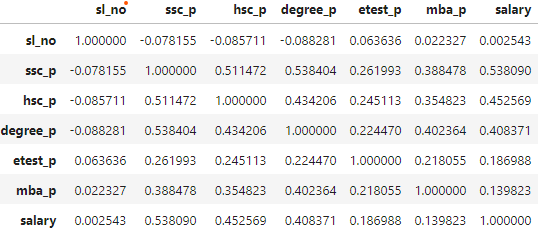 sl_no ssc_p hsc_p degree_p etest_p mba_p salary
sl_no 1.000000 -0.078155 -0.085711 -0.088281 0.063636 0.022327 0.002543
ssc_p -0.078155 1.000000 0.511472 0.538404 0.261993 0.388478 0.538090
hsc_p -0.085711 0.511472 1.000000 0.434206 0.245113 0.354823 0.452569
degree_p -0.088281 0.538404 0.434206 1.000000 0.224470 0.402364 0.408371
etest_p 0.063636 0.261993 0.245113 0.224470 1.000000 0.218055 0.186988
mba_p 0.022327 0.388478 0.354823 0.402364 0.218055 1.000000 0.139823
salary 0.002543 0.538090 0.452569 0.408371 0.186988 0.139823 1.000000